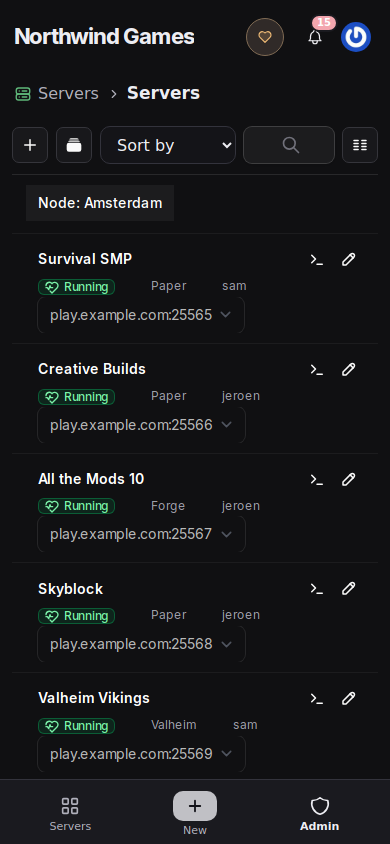 Northwind Games
15
Servers > Servers
Sort by
Node: Amsterdam
Survival SMP
Running Paper sam
play.example.com:25565
Creative Builds
Running Paper jeroen
play.example.com:25566
All the Mods 10
Running Forge jeroen
play.example.com:25567
Skyblock
Running Paper jeroen
play.example.com:25568
Valheim Vikings
Running Valheim sam
play.example.com:25569
Servers New Admin